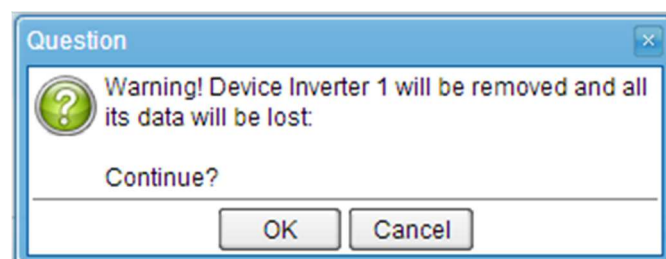 Question
Warning! Device Inverter 1 will be removed and all
its data will be lost:
Continue?
OK Cancel